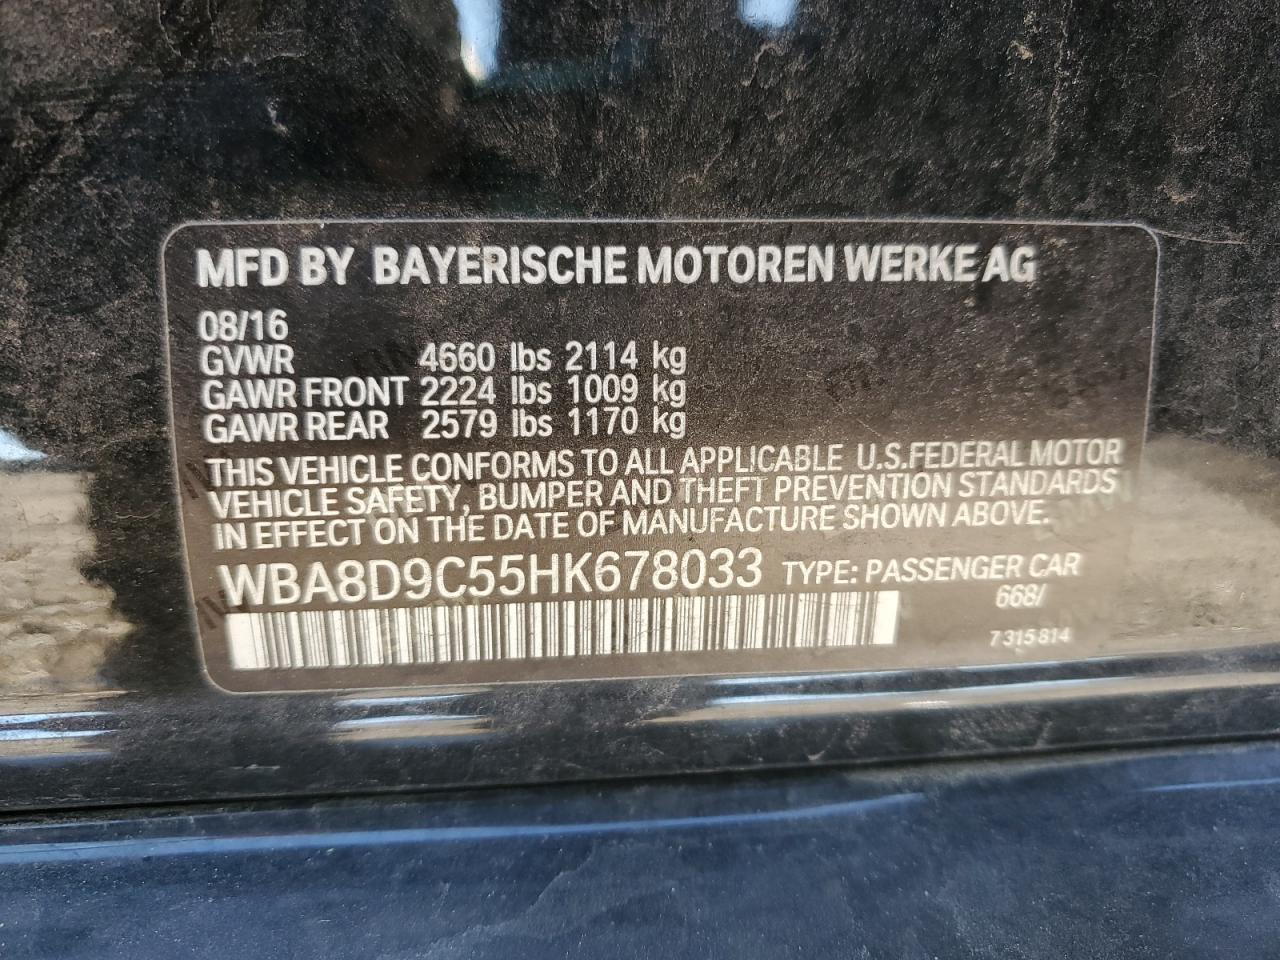 MFD BY BAYERISCHE MOTOREN WERKE AG
08/16
GVWR 4660 lbs 2114 kg
GAWR FRONT 2224 lbs 1009 kg
GAWR REAR 2579 lbs 1170 kg
THIS VEHICLE CONFORMS TO ALL APPLICABLE U.S.FEDERAL MOTOR
VEHICLE SAFETY, BUMPER AND THEFT PREVENTION STANDARDS
IN EFFECT ON THE DATE OF MANUFACTURE SHOWN ABOVE.
WBA8D9C55HK678033 TYPE: PASSENGER CAR
668/
7 315 814